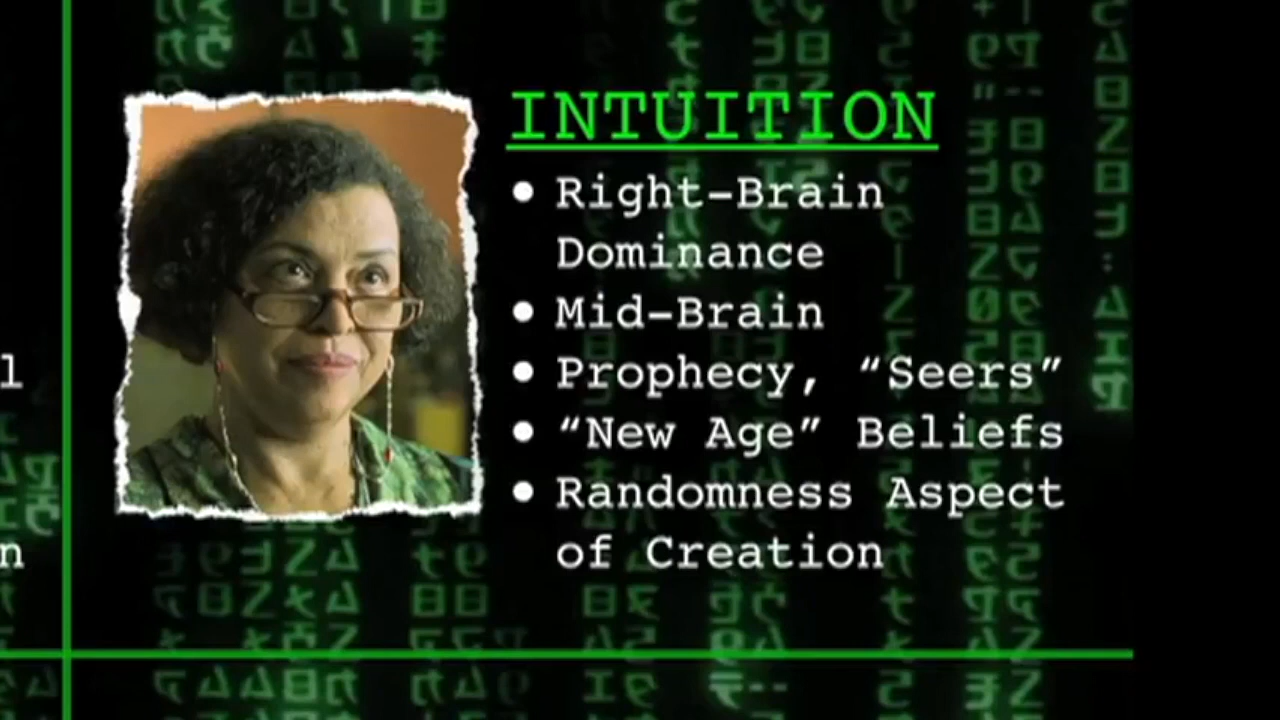 INTUITION
• Right-Brain
Dominance
• Mid-Brain
• Prophecy, “Seers”
• “New Age” Beliefs
• Randomness Aspect
of Creation
l
n